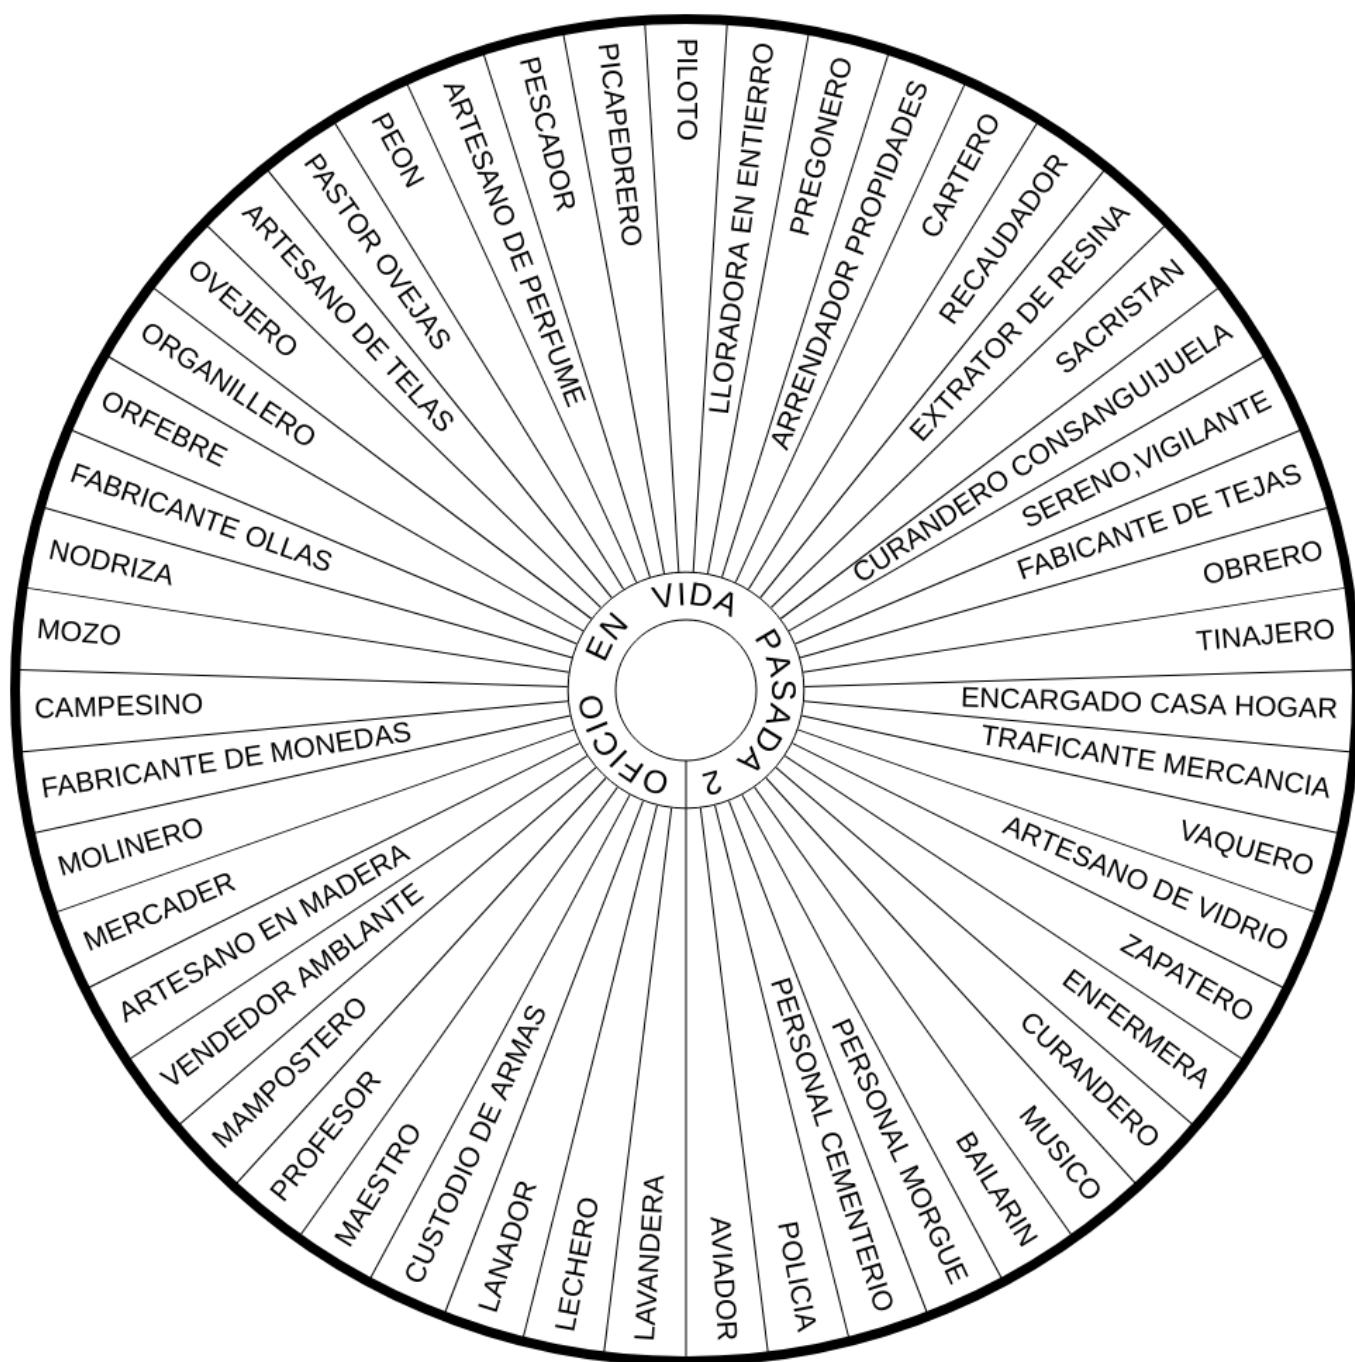 OFICIO EN VIDA PASADA 2
LAVANDERA
LECHERO
LANADOR
CUSTODIO DE ARMAS
MAESTRO
PROFESOR
MAMPOSTERO
VENDEDOR AMBLANTE
ARTESANO EN MADERA
MERCADER
MOLINERO
FABRICANTE DE MONEDAS
CAMPESINO
MOZO
NODRIZA
FABRICANTE OLLAS
ORFEBRE
ORGANILLERO
OVEJERO
ARTESANO DE TELAS
PASTOR OVEJAS
PEON
ARTESANO DE PERFUME
PESCADOR
PICAPEDRERO
PILOTO
LLORADORA EN ENTIERRO
PREGONERO
ARRENDADOR PROPIDADES
CARTERO
RECAUDADOR
EXTRATOR DE RESINA
SACRISTAN
CURANDERO CONSANGUIJUELA
SERENO,VIGILANTE
FABICANTE DE TEJAS
OBRERO
TINAJERO
ENCARGADO CASA HOGAR
TRAFICANTE MERCANCIA
VAQUERO
ARTESANO DE VIDRIO
ZAPATERO
ENFERMERA
CURANDERO
MUSICO
BAILARIN
PERSONAL MORGUE
PERSONAL CEMENTERIO
POLICIA
AVIADOR